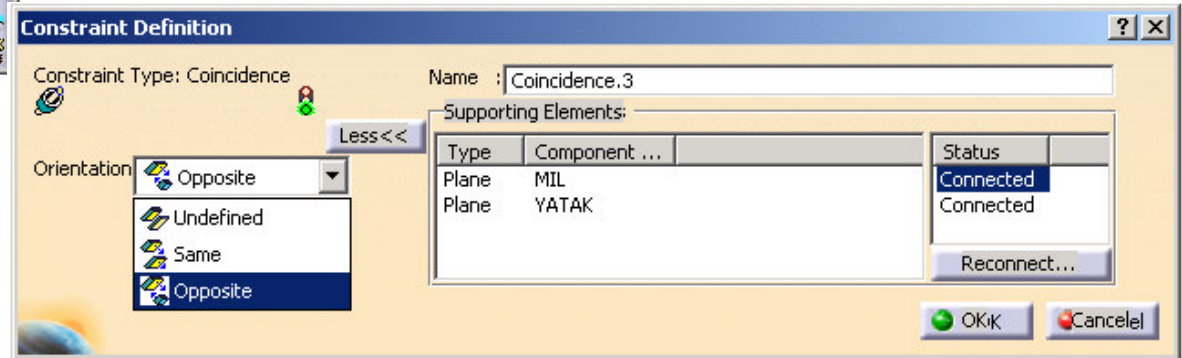 Constraint Definition
Constraint Type: Coincidence
Name : Coincidence.3
Supporting Elements:
Less<<
Type Component ... Status
Orientation Opposite
Plane MIL Connected
Plane YATAK Connected
Undefined
Same
Opposite
Reconnect...
OKıK Cancelel